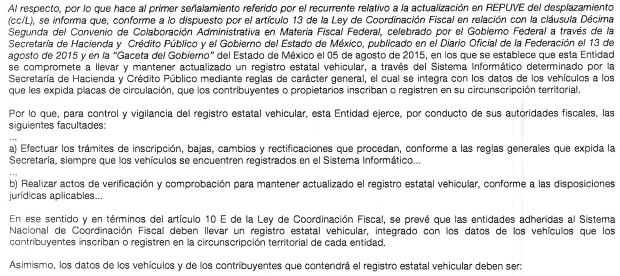 Al respecto, por lo que hace al primer señalamiento referido por el recurrente relativo a la actualización en REPUVE del desplazamiento
(cc/L), se informa que, conforme a lo dispuesto por el artículo 13 de la Ley de Coordinación Fiscal en relación con la cláusula Décima
Segunda del Convenio de Colaboración Administrativa en Materia Fiscal Federal, celebrado por el Gobierno Federal a través de la
Secretaría de Hacienda y Crédito Público y el Gobierno del Estado de México, publicado en el Diario Oficial de la Federación el 13 de
agosto de 2015 y en la "Gaceta del Gobierno" del Estado de México el 05 de agosto de 2015, en los que se establece que esta Entidad
se compromete a llevar y mantener actualizado un registro estatal vehicular, a través del Sistema Informático determinado por la
Secretaría de Hacienda y Crédito Público mediante reglas de carácter general, el cual se integra con los datos de los vehículos a los
que les expida placas de circulación, que los contribuyentes o propietarios inscriban o registren en su circunscripción territorial.
Por lo que, para control y vigilancia del registro estatal vehicular, esta Entidad ejerce, por conducto de sus autoridades fiscales, las
siguientes facultades:
...
a) Efectuar los trámites de inscripción, bajas, cambios y rectificaciones que procedan, conforme a las reglas generales que expida la
Secretaría, siempre que los vehículos se encuentren registrados en el Sistema Informático...
...
b) Realizar actos de verificación y comprobación para mantener actualizado el registro estatal vehicular, conforme a las disposiciones
jurídicas aplicables...
En ese sentido y en términos del artículo 10 E de la Ley de Coordinación Fiscal, se prevé que las entidades adheridas al Sistema
Nacional de Coordinación Fiscal deben llevar un registro estatal vehicular, integrado con los datos de los vehículos que los
contribuyentes inscriban o registren en la circunscripción territorial de cada entidad.
Asimismo, los datos de los vehículos y de los contribuyentes que contendrá el registro estatal vehicular deben ser: